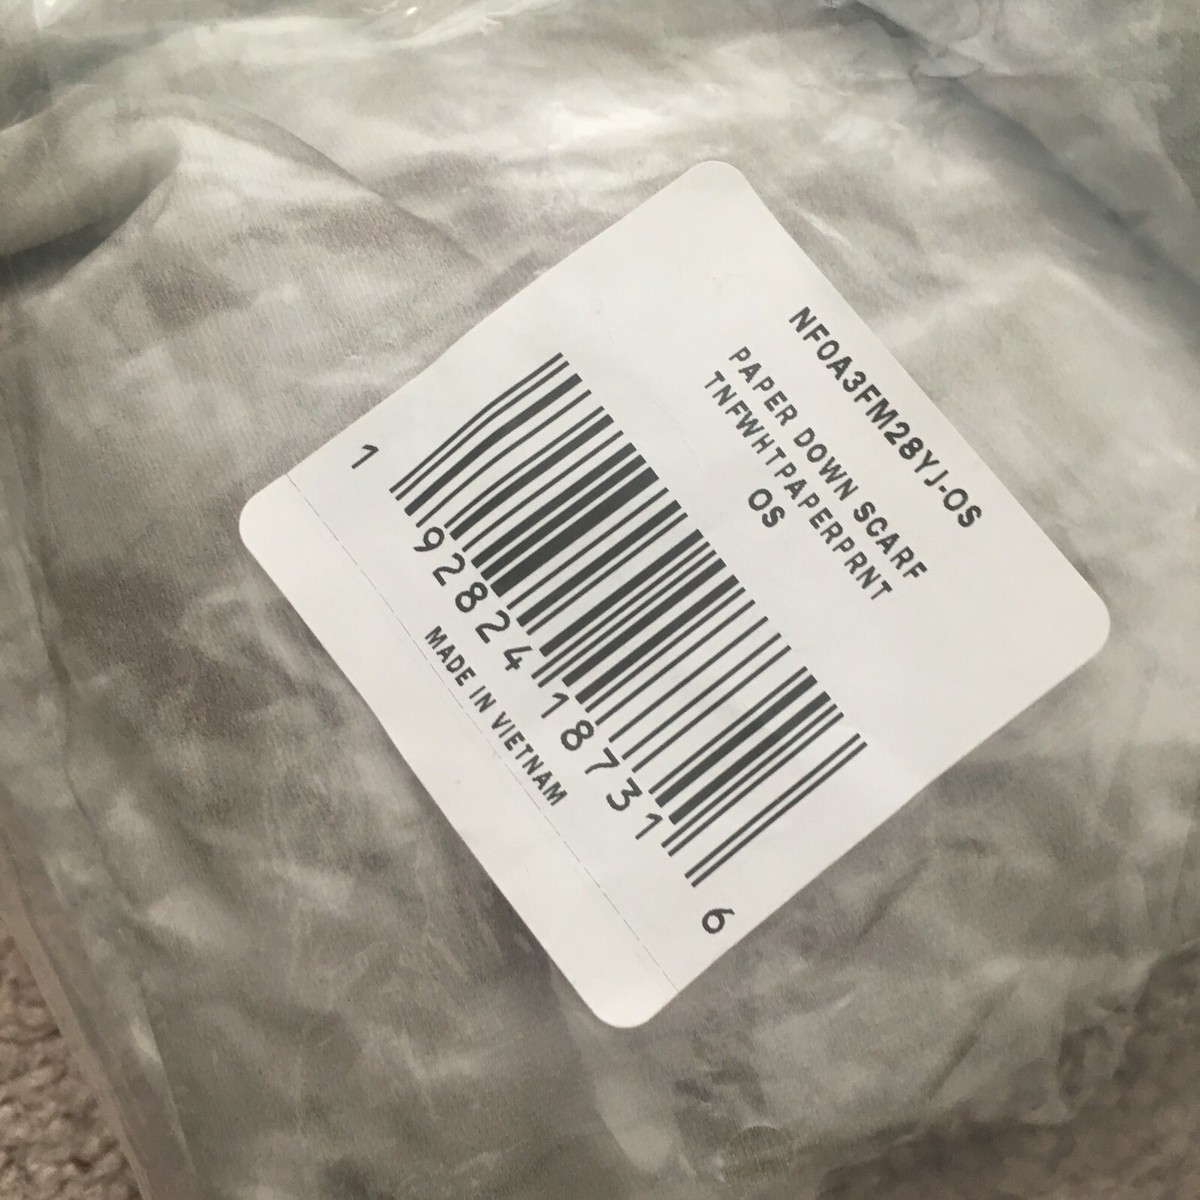 NF0A3FM28YJ-OS
PAPER DOWN SCARF
TNFWHTPAPERPRNT
OS
1 92824 18731 6
MADE IN VIETNAM